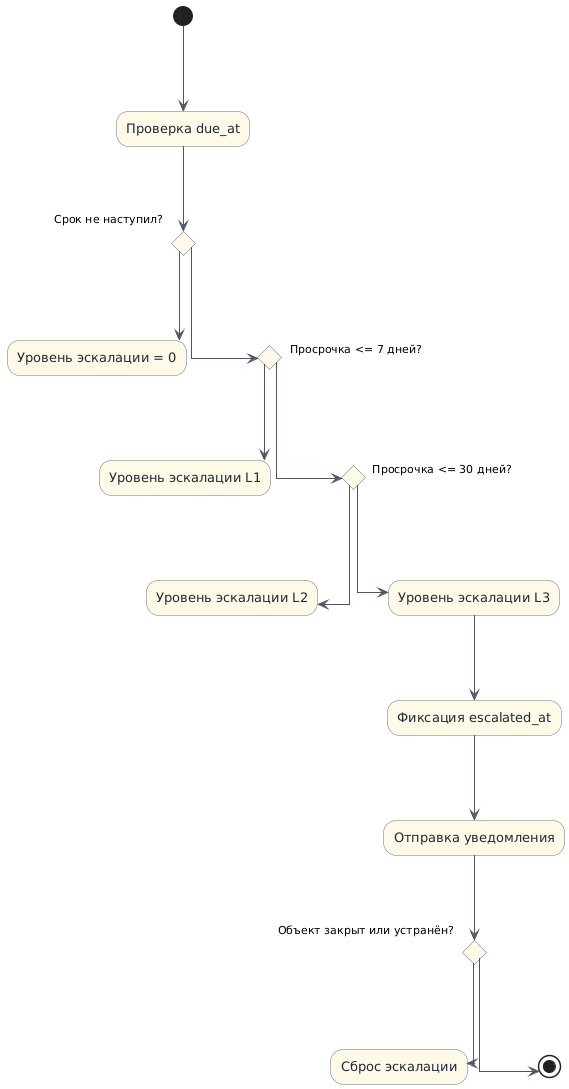 Проверка due_at
Срок не наступил?
Уровень эскалации = 0
Просрочка <= 7 дней?
Уровень эскалации L1
Просрочка <= 30 дней?
Уровень эскалации L2
Уровень эскалации L3
Фиксация escalated_at
Отправка уведомления
Объект закрыт или устранён?
Сброс эскалации